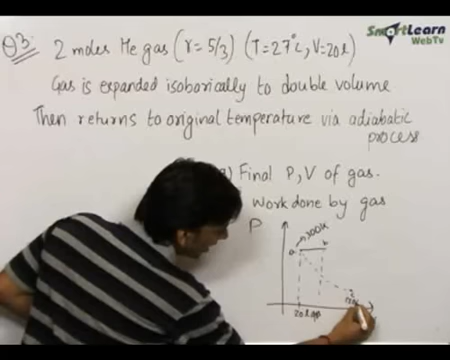 Q3. 2 moles He gas (γ = 5/3) (T=27°C, V=20l)
SmartLearn
WebTv
Gas is expanded isobarically to double volume
Then returns to original temperature via adiabatic
process
Final P, V of gas.
Work done by gas
P
300K
a b
c
20l